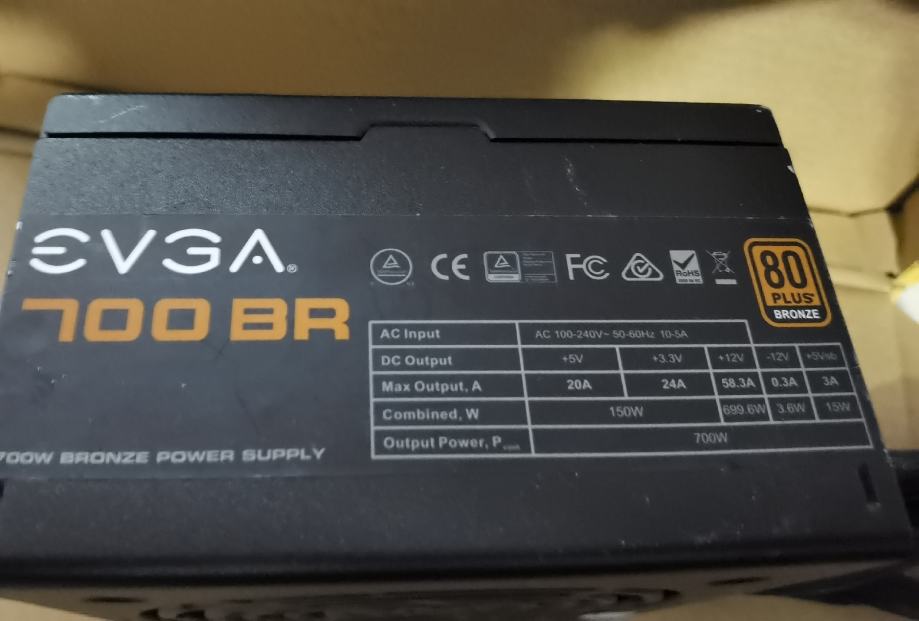 EVGA®
700 BR
700W BRONZE POWER SUPPLY
CE
FC
RoHS
80
PLUS
BRONZE
AC Input AC 100-240V~ 50-60Hz 10-5A
DC Output +5V +3.3V +12V -12V +5Vsb
Max Output, A 20A 24A 58.3A 0.3A 3A
Combined, W 150W 699.6W 3.6W 15W
Output Power, P 700W